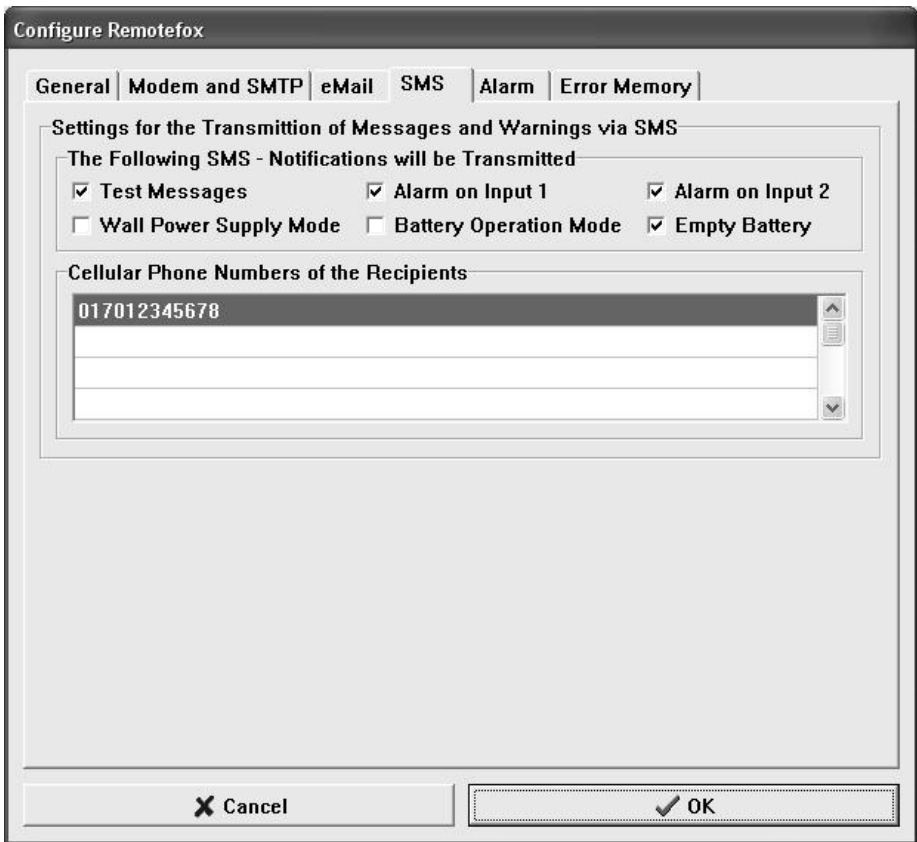 Configure Remotefox
General Modem and SMTP eMail SMS Alarm Error Memory
Settings for the Transmittion of Messages and Warnings via SMS
The Following SMS - Notifications will be Transmitted
Test Messages Alarm on Input 1 Alarm on Input 2
Wall Power Supply Mode Battery Operation Mode Empty Battery
Cellular Phone Numbers of the Recipients
017012345678
Cancel OK